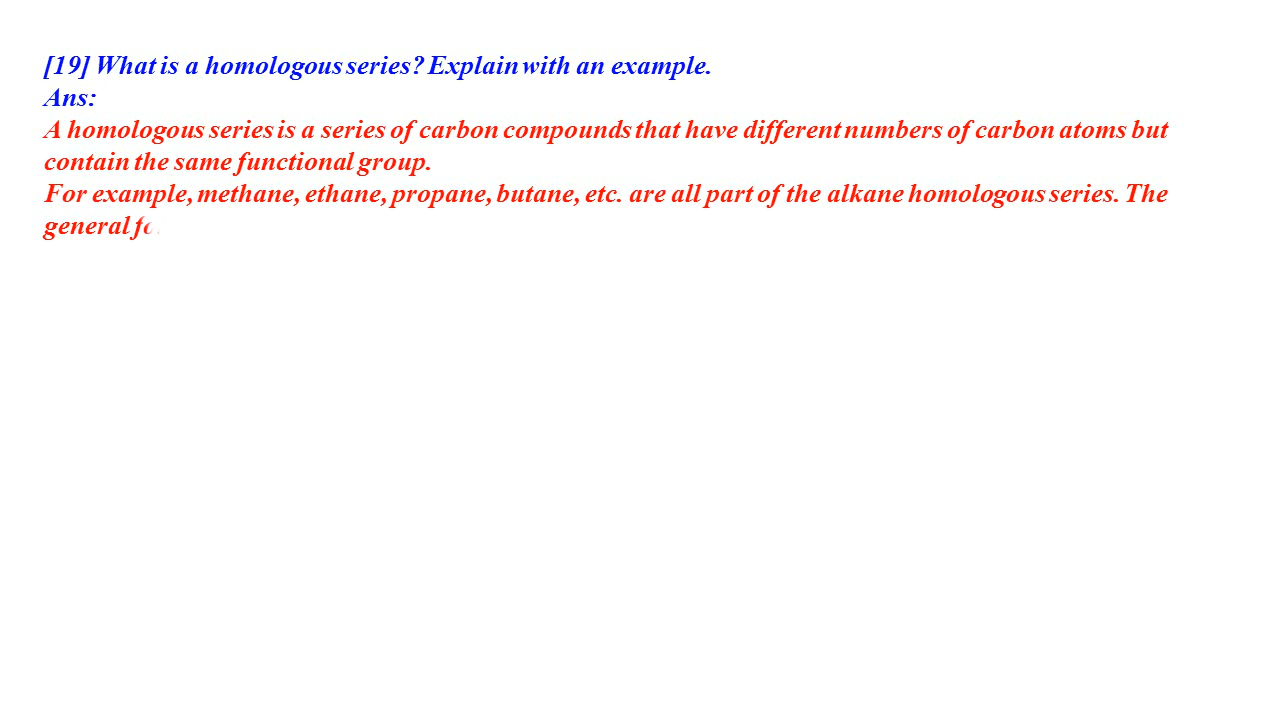 [19] What is a homologous series? Explain with an example.
Ans:
A homologous series is a series of carbon compounds that have different numbers of carbon atoms but
contain the same functional group.
For example, methane, ethane, propane, butane, etc. are all part of the alkane homologous series. The
general